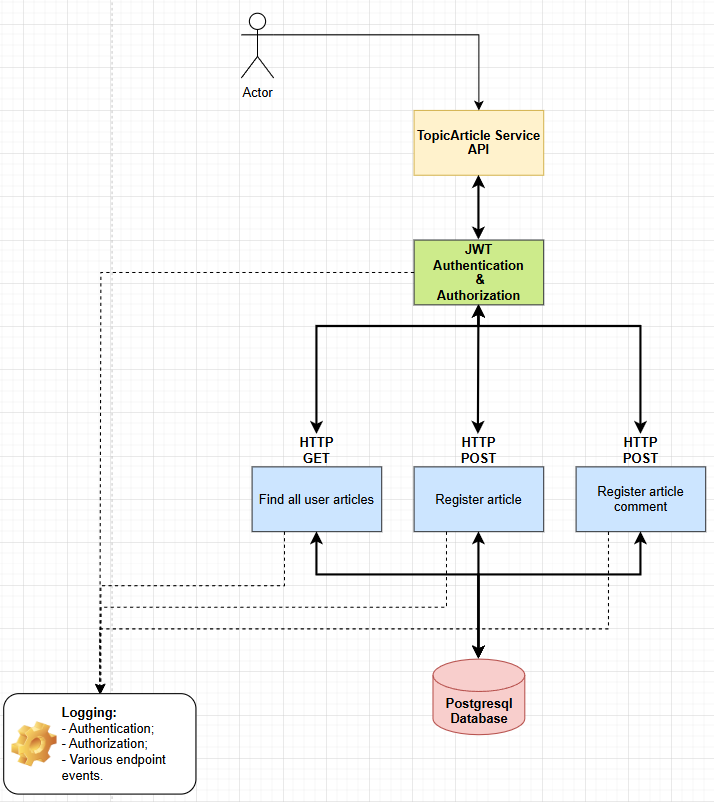 Actor
TopicArticle Service
API
JWT
Authentication
&
Authorization
HTTP
GET
HTTP
POST
HTTP
POST
Find all user articles
Register article
Register article
comment
Postgresql
Database
Logging:
- Authentication;
- Authorization;
- Various endpoint
events.